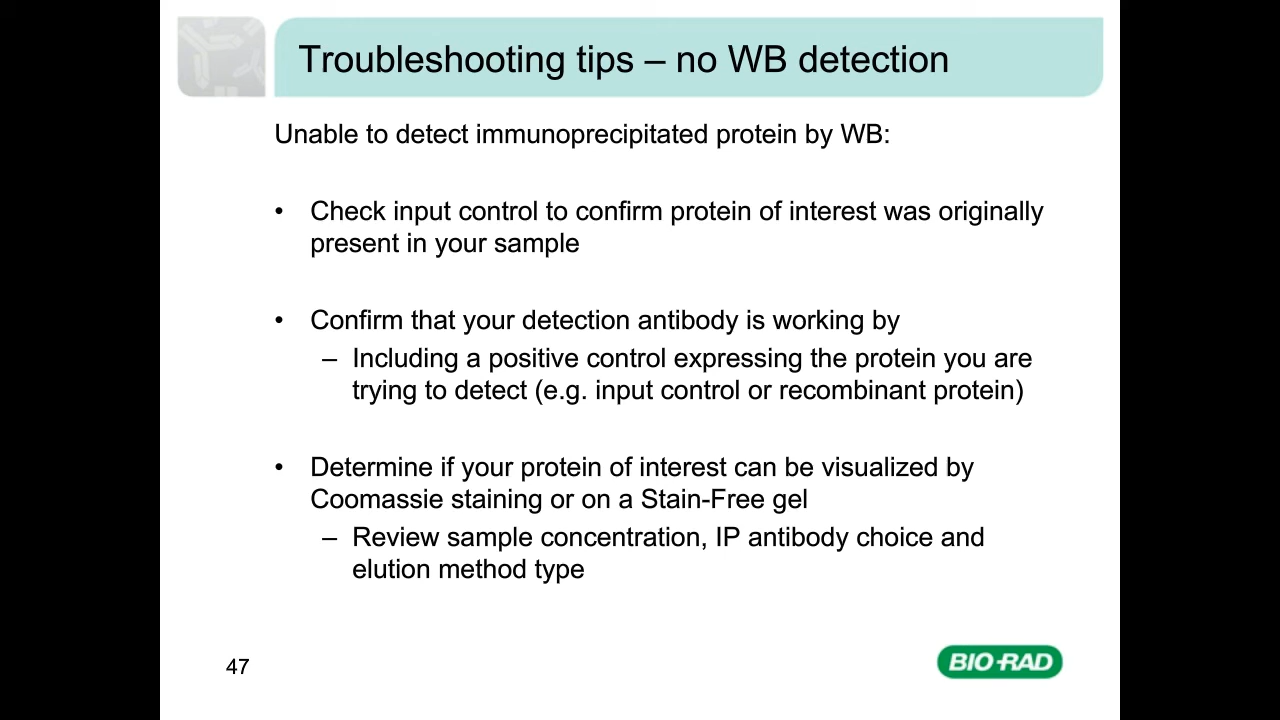 Troubleshooting tips – no WB detection
Unable to detect immunoprecipitated protein by WB:
• Check input control to confirm protein of interest was originally
present in your sample
• Confirm that your detection antibody is working by
– Including a positive control expressing the protein you are
trying to detect (e.g. input control or recombinant protein)
• Determine if your protein of interest can be visualized by
Coomassie staining or on a Stain-Free gel
– Review sample concentration, IP antibody choice and
elution method type
47
BIO-RAD